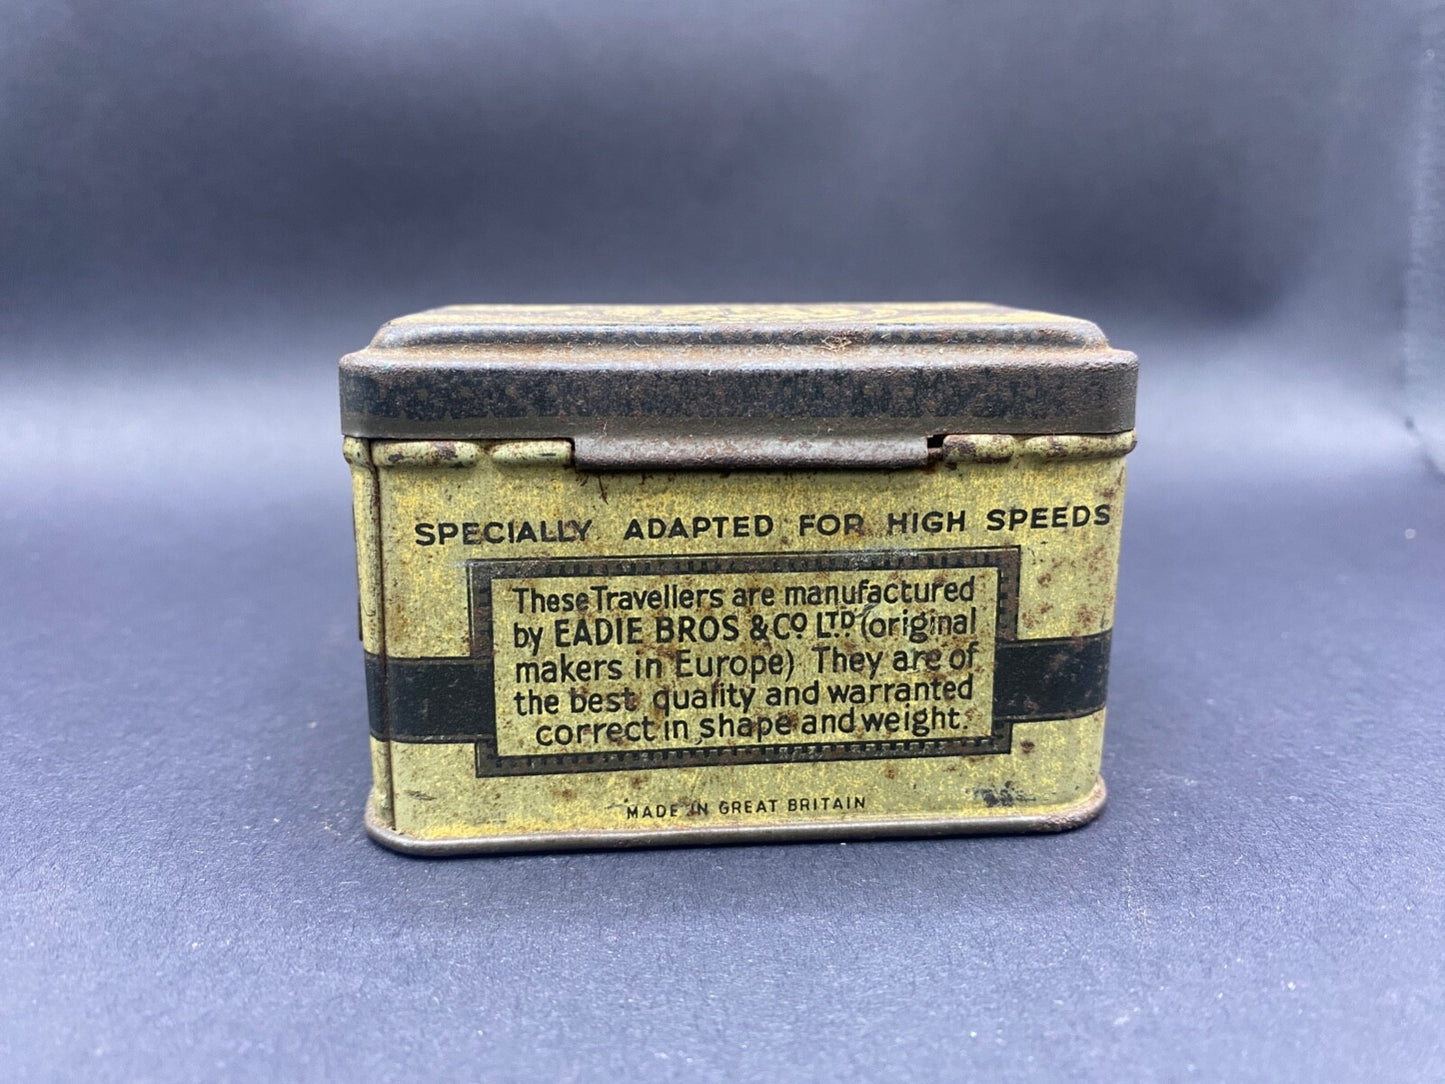 SPECIALLY ADAPTED FOR HIGH SPEEDS
These Travellers are manufactured
by EADIE BROS & Co LTD (original
makers in Europe) They are of
the best quality and warranted
correct in shape and weight.
MADE IN GREAT BRITAIN